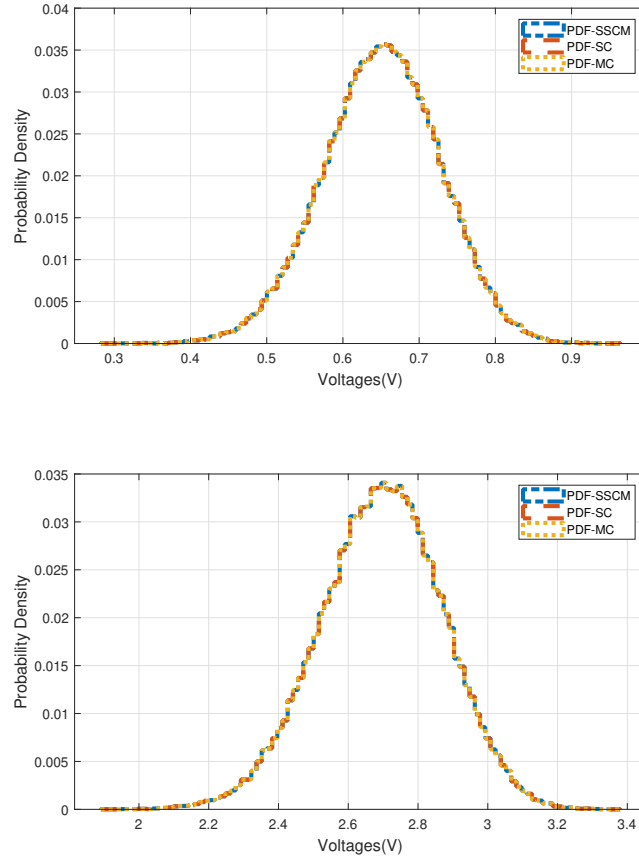 0.04
0.035
0.03
0.025
0.02
0.015
0.01
0.005
0
Probability Density
PDF-SSCM
PDF-SC
PDF-MC
0.3 0.4 0.5 0.6 0.7 0.8 0.9
Voltages(V)
0.035
0.03
0.025
0.02
0.015
0.01
0.005
0
Probability Density
PDF-SSCM
PDF-SC
PDF-MC
2 2.2 2.4 2.6 2.8 3 3.2 3.4
Voltages(V)